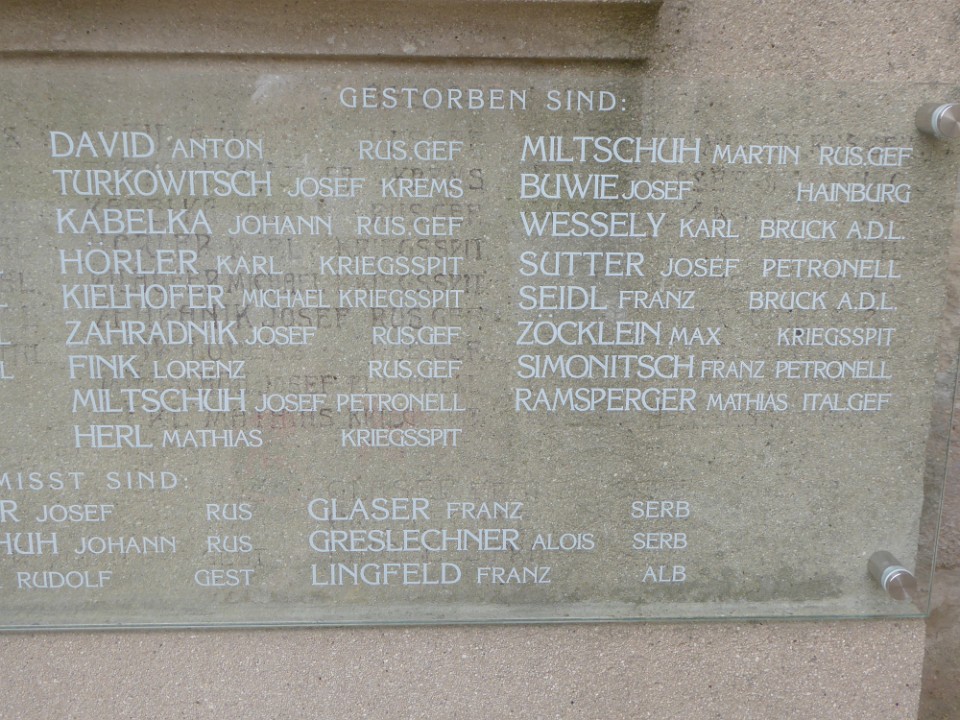 GESTORBEN SIND:
DAVID ANTON RUS.GEF
TURKOWITSCH JOSEF KREMS
KABELKA JOHANN RUS.GEF
HÖRLER KARL KRIEGSSPIT
KIELHOFER MICHAEL KRIEGSSPIT
ZAHRADNIK JOSEF RUS.GEF
FINK LORENZ RUS.GEF
MILTSCHUH JOSEF PETRONELL
HERL MATHIAS KRIEGSSPIT
MILTSCHUH MARTIN RUS.GEF
BUWIE JOSEF HAINBURG
WESSELY KARL BRUCK A.D.L.
SUTTER JOSEF PETRONELL
SEIDL FRANZ BRUCK A.D.L.
ZÖCKLEIN MAX KRIEGSSPIT
SIMONITSCH FRANZ PETRONELL
RAMSPERGER MATHIAS ITAL.GEF
MISST SIND:
R JOSEF RUS
HUH JOHANN RUS
RUDOLF GEST
GLASER FRANZ SERB
GRESLECHNER ALOIS SERB
LINGFELD FRANZ ALB